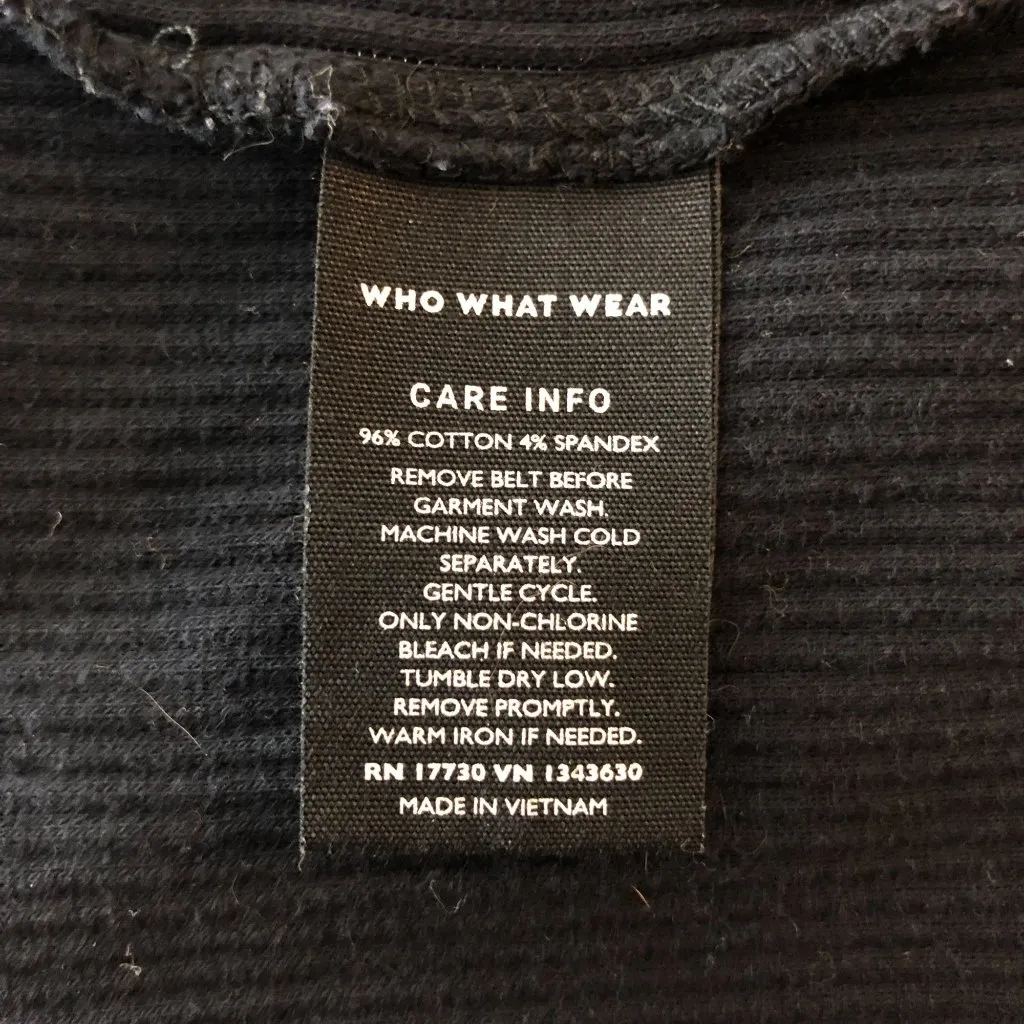 WHO WHAT WEAR
CARE INFO
96% COTTON 4% SPANDEX
REMOVE BELT BEFORE
GARMENT WASH.
MACHINE WASH COLD
SEPARATELY.
GENTLE CYCLE.
ONLY NON-CHLORINE
BLEACH IF NEEDED.
TUMBLE DRY LOW.
REMOVE PROMPTLY.
WARM IRON IF NEEDED.
RN 17730 VN 1343630
MADE IN VIETNAM